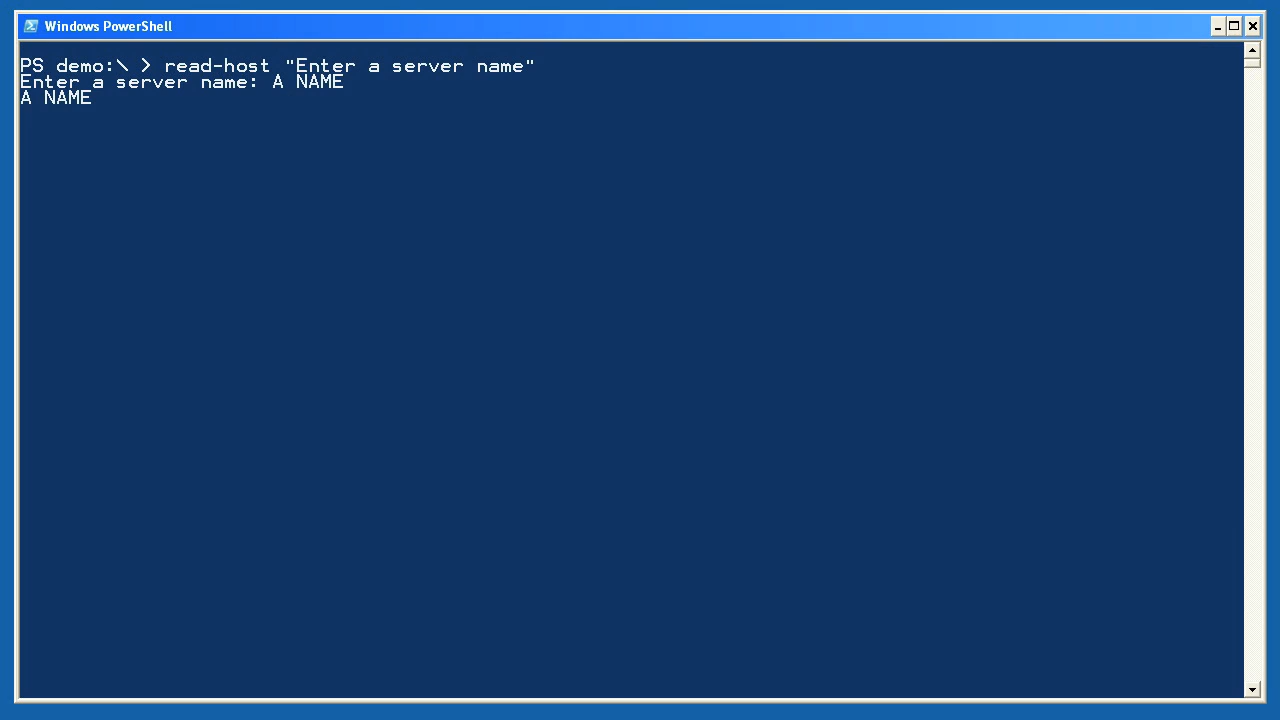 Windows PowerShell
PS demo:\ > read-host "Enter a server name"
Enter a server name: A NAME
A NAME